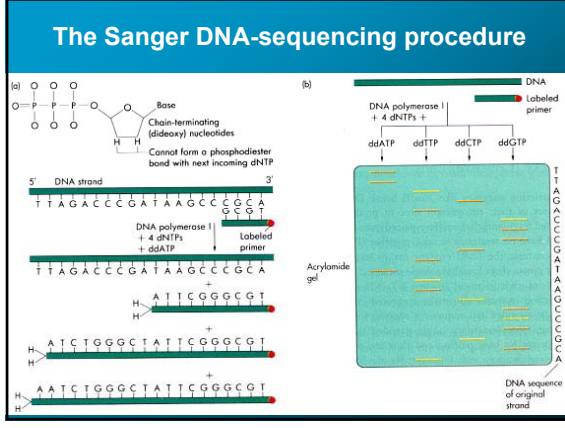 The Sanger DNA-sequencing procedure
(a)
O O O
O=P—P—P—O O Base
O O O
Chain-terminating
(dideoxy) nucleotides
H H
Cannot form a phosphodiester
bond with next incoming dNTP
5' DNA strand 3'
T T A G A C C C G A T A A G C C C G C A
G C G T
DNA polymerase I
+ 4 dNTPs
+ ddATP
Labeled
primer
T T A G A C C C G A T A A G C C C G C A
+
A T T C G G G C G T
H
H
+
A T C T G G G C T A T T C G G G C G T
H
H
+
A A T C T G G G C T A T T C G G G C G T
H
H
(b)
DNA
Labeled
primer
DNA polymerase I
+ 4 dNTPs +
ddATP ddTTP ddCTP ddGTP
Acrylamide
gel
T
T
A
G
A
C
C
C
G
A
T
A
A
G
C
C
C
G
C
A
DNA sequence
of original
strand